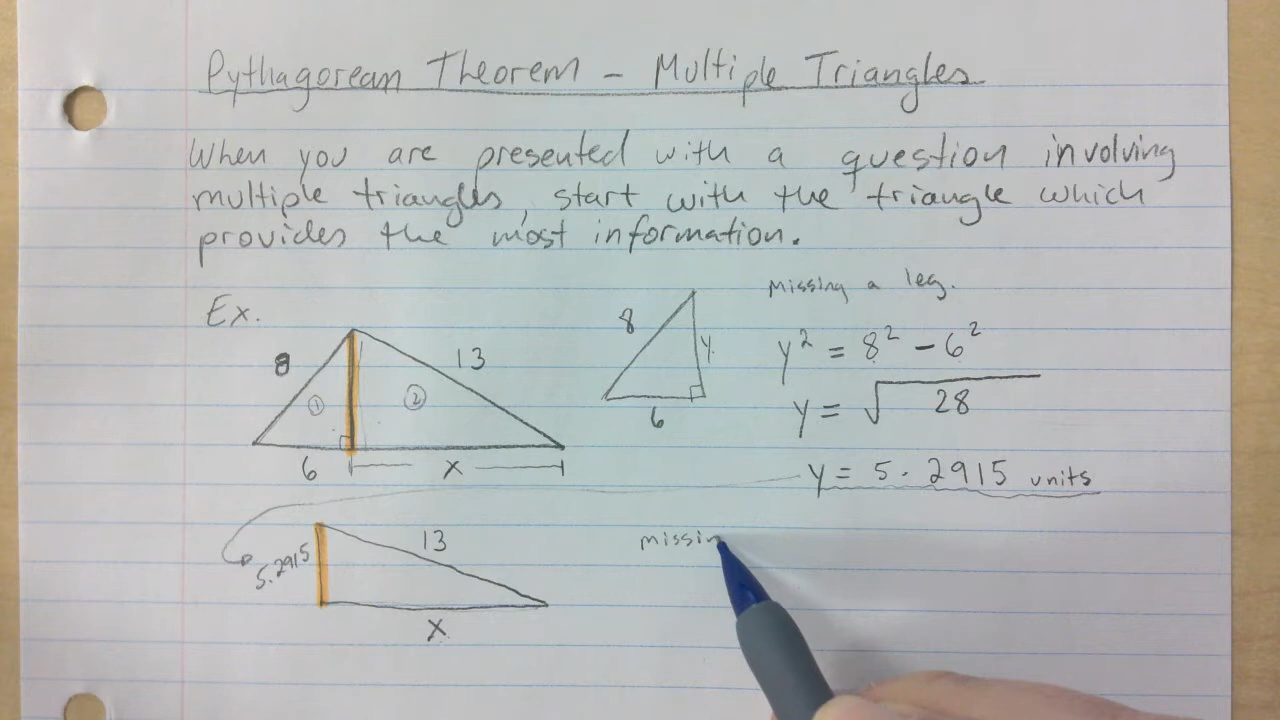 Pythagorean Theorem - Multiple Triangles
When you are presented with a question involving
multiple triangles, start with the triangle which
provides the most information.
Ex.
8
13
①
②
6
x
8
y
6
Missing a leg.
y² = 8² - 6²
y = √28
y = 5.2915 units
5.2915
13
x
missin